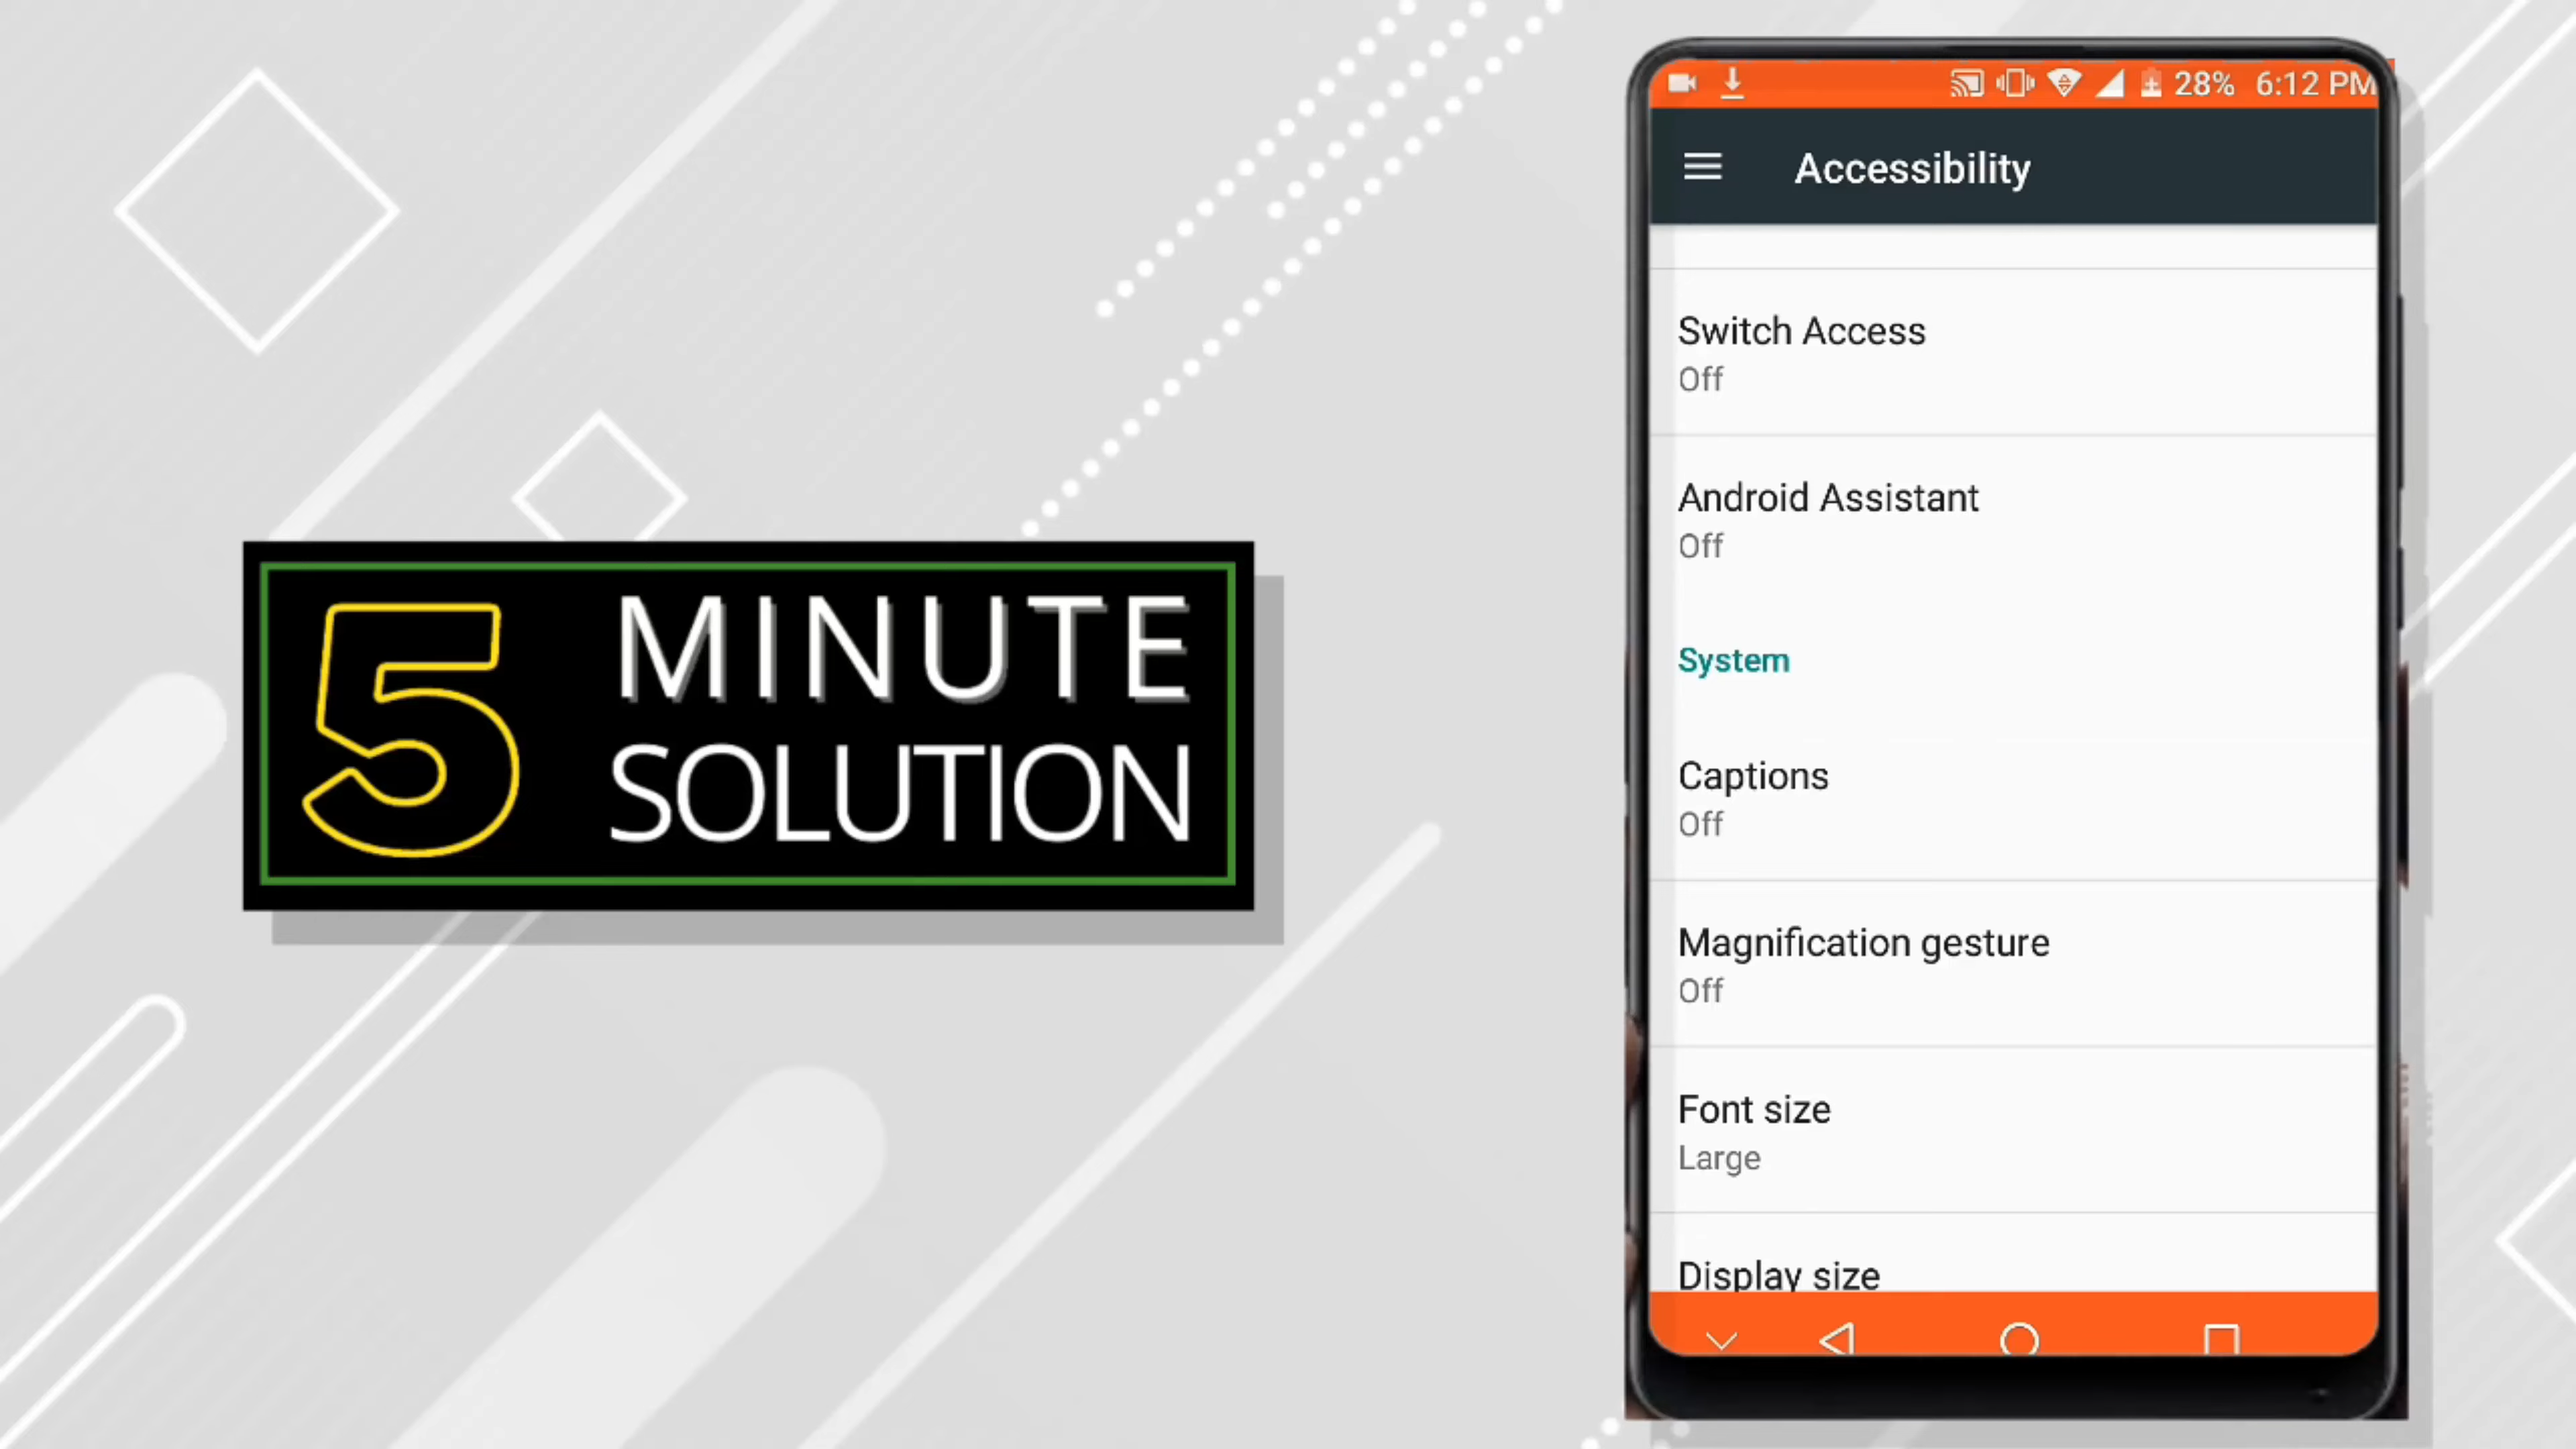 5 MINUTE
SOLUTION
28% 6:12 PM
Accessibility
Switch Access
Off
Android Assistant
Off
System
Captions
Off
Magnification gesture
Off
Font size
Large
Display size